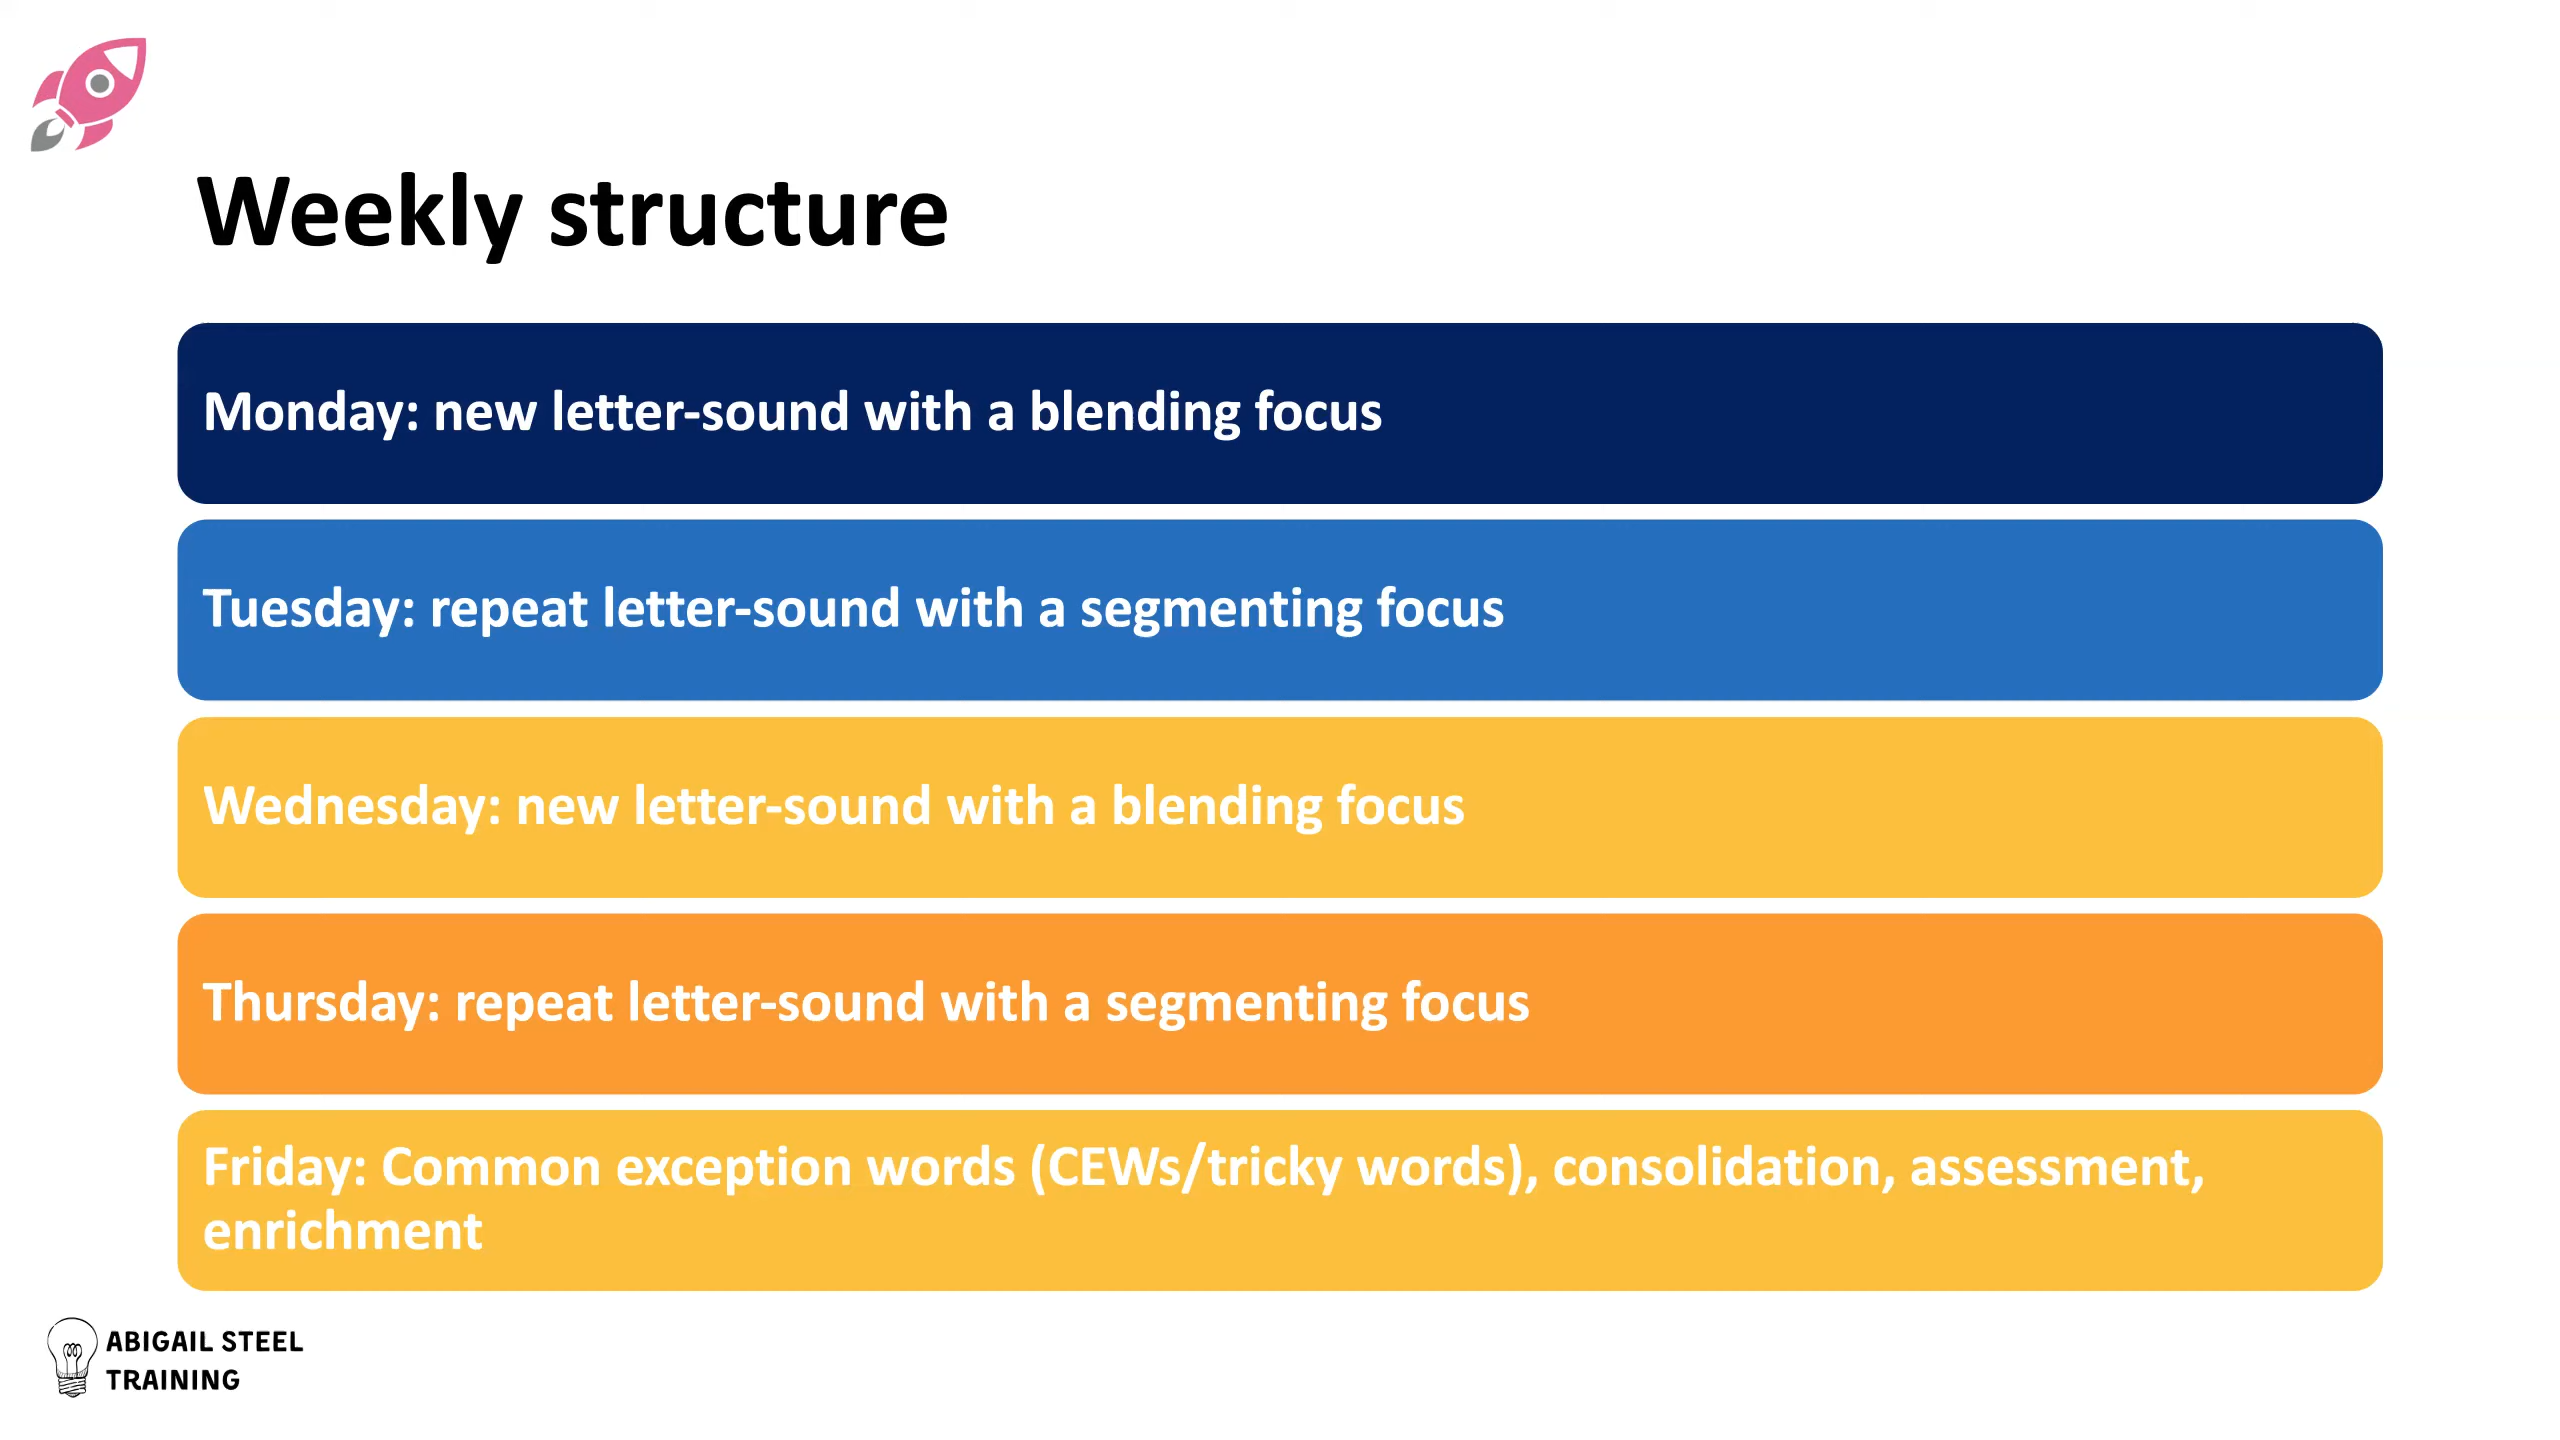 Weekly structure
Monday: new letter-sound with a blending focus
Tuesday: repeat letter-sound with a segmenting focus
Wednesday: new letter-sound with a blending focus
Thursday: repeat letter-sound with a segmenting focus
Friday: Common exception words (CEWs/tricky words), consolidation, assessment,
enrichment
ABIGAIL STEEL
TRAINING